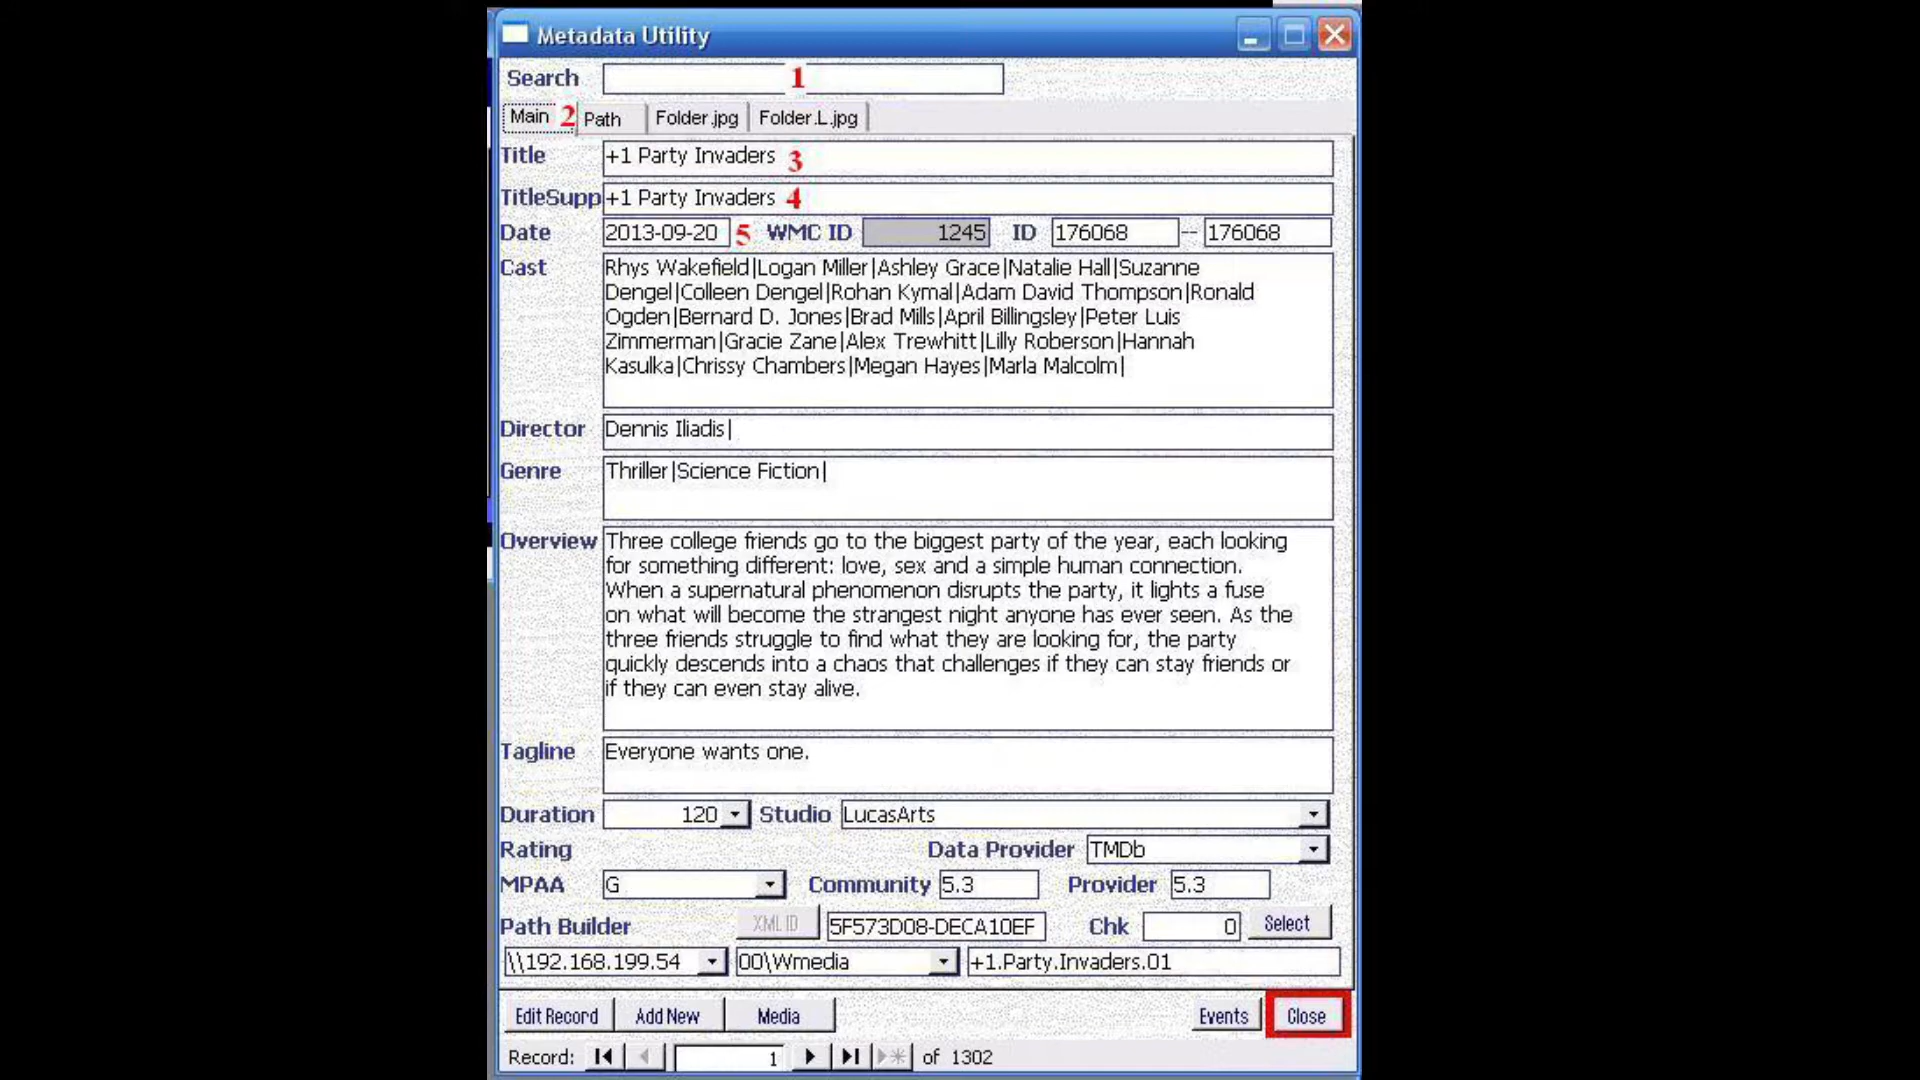 Metadata Utility
Search 1
Main 2 Path Folder.jpg Folder.L.jpg
Title +1 Party Invaders 3
TitleSupp +1 Party Invaders 4
Date 2013-09-20 5 WMC ID 1245 ID 176068 -- 176068
Cast Rhys Wakefield|Logan Miller|Ashley Grace|Natalie Hall|Suzanne
Dengel|Colleen Dengel|Rohan Kymal|Adam David Thompson|Ronald
Ogden|Bernard D. Jones|Brad Mills|April Billingsley|Peter Luis
Zimmerman|Gracie Zane|Alex Trewhitt|Lilly Roberson|Hannah
Kasulka|Chrissy Chambers|Megan Hayes|Marla Malcolm|
Director Dennis Iliadis|
Genre Thriller|Science Fiction|
Overview Three college friends go to the biggest party of the year, each looking
for something different: love, sex and a simple human connection.
When a supernatural phenomenon disrupts the party, it lights a fuse
on what will become the strangest night anyone has ever seen. As the
three friends struggle to find what they are looking for, the party
quickly descends into a chaos that challenges if they can stay friends or
if they can even stay alive.
Tagline Everyone wants one.
Duration 120 Studio LucasArts
Rating Data Provider TMDb
MPAA G Community 5.3 Provider 5.3
Path Builder XML ID 5F573D08-DECA10EF Chk 0 Select
\\192.168.199.54 00\Wmedia +1.Party.Invaders.01
Edit Record Add New Media Events Close
Record: 1 of 1302